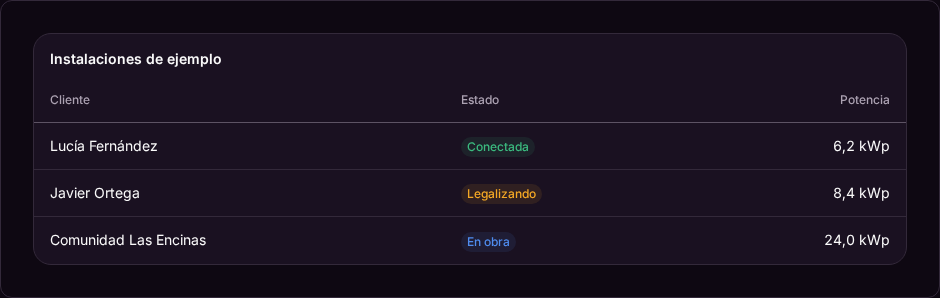 Instalaciones de ejemplo
Cliente Estado Potencia
Lucía Fernández Conectada 6,2 kWp
Javier Ortega Legalizando 8,4 kWp
Comunidad Las Encinas En obra 24,0 kWp